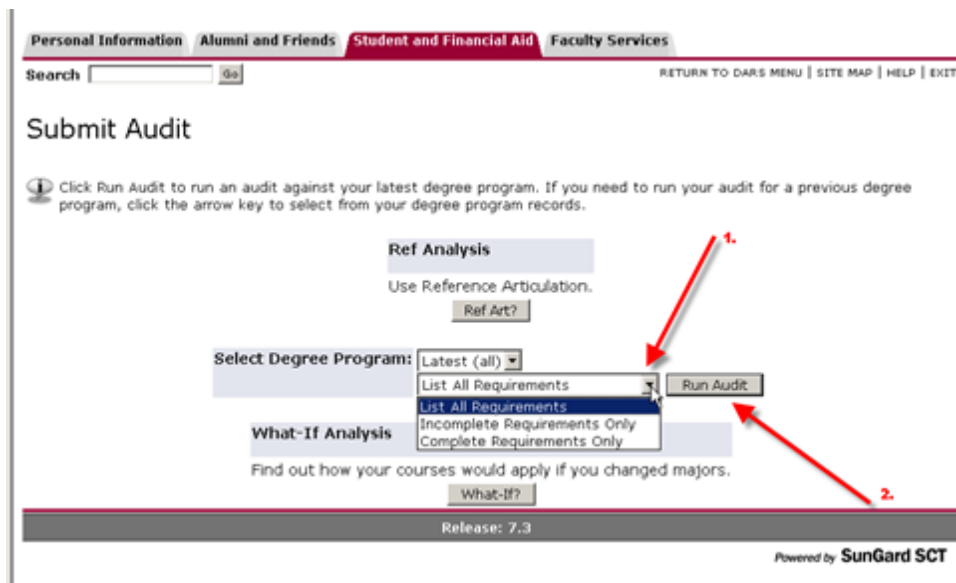 Personal Information Alumni and Friends Student and Financial Aid Faculty Services
Search Go RETURN TO DARS MENU | SITE MAP | HELP | EXIT
Submit Audit
Click Run Audit to run an audit against your latest degree program. If you need to run your audit for a previous degree
program, click the arrow key to select from your degree program records.
1.
Ref Analysis
Use Reference Articulation.
Ref Art?
Select Degree Program: Latest (all)
List All Requirements Run Audit
List All Requirements
Incomplete Requirements Only
Complete Requirements Only
What-If Analysis
Find out how your courses would apply if you changed majors.
What-If?
2.
Release: 7.3
Powered by SunGard SCT